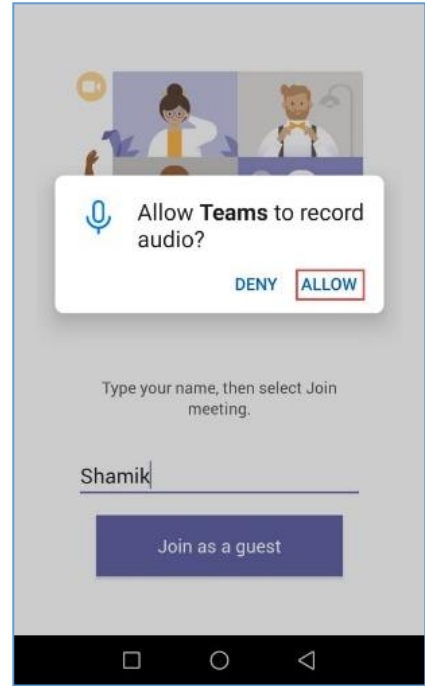 Allow Teams to record
audio?
DENY ALLOW
Type your name, then select Join
meeting.
Shamik
Join as a guest